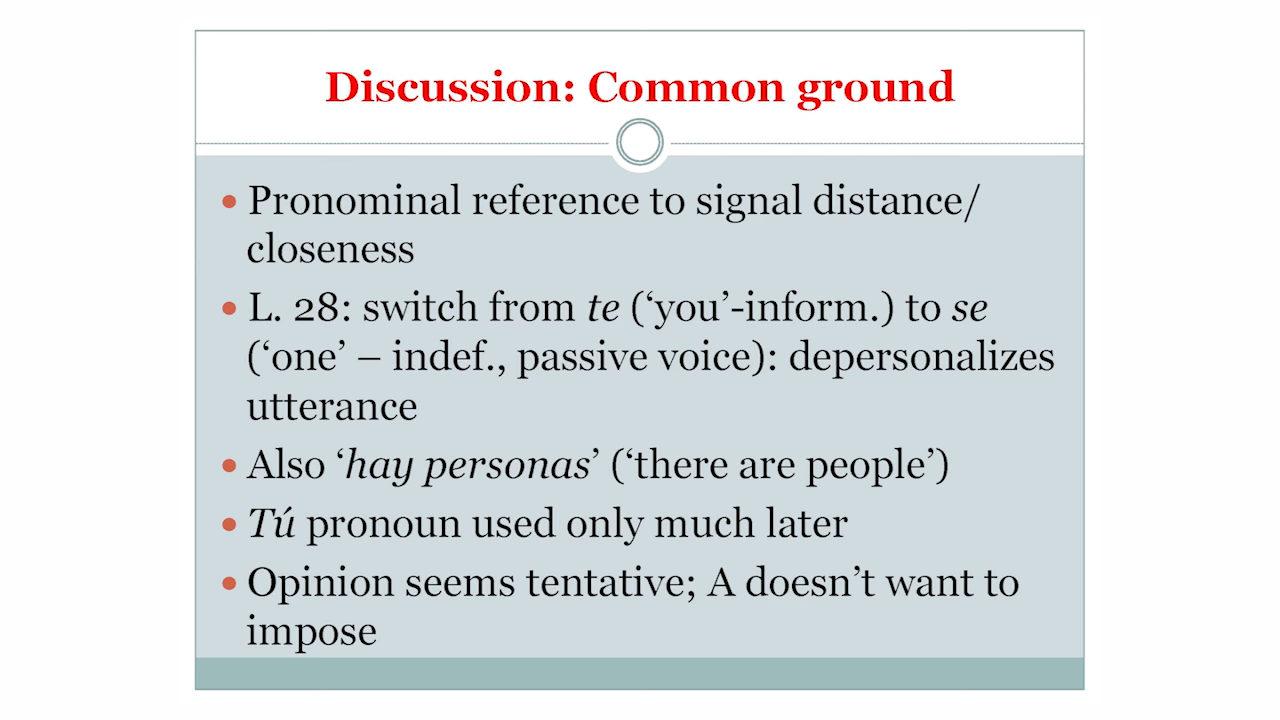 Discussion: Common ground
• Pronominal reference to signal distance/
closeness
• L. 28: switch from te (‘you’-inform.) to se
(‘one’ – indef., passive voice): depersonalizes
utterance
• Also ‘hay personas’ (‘there are people’)
• Tú pronoun used only much later
• Opinion seems tentative; A doesn’t want to
impose